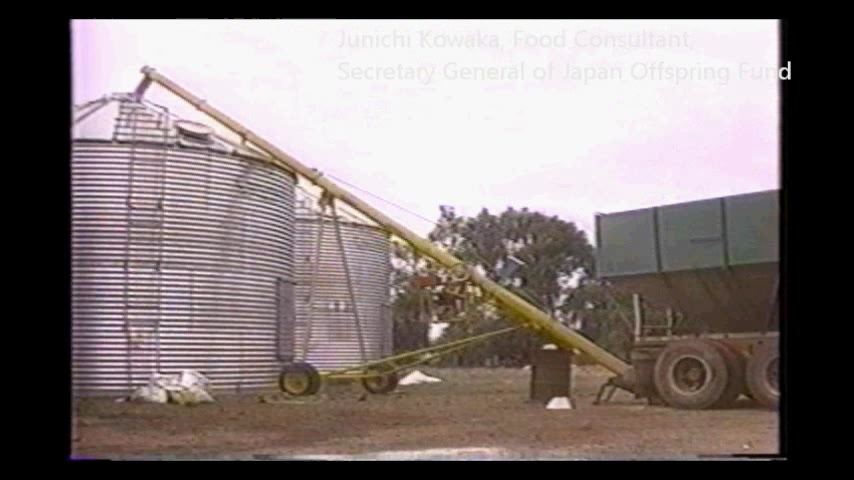 Junichi Kowaka, Food Consultant,
Secretary General of Japan Offspring Fund